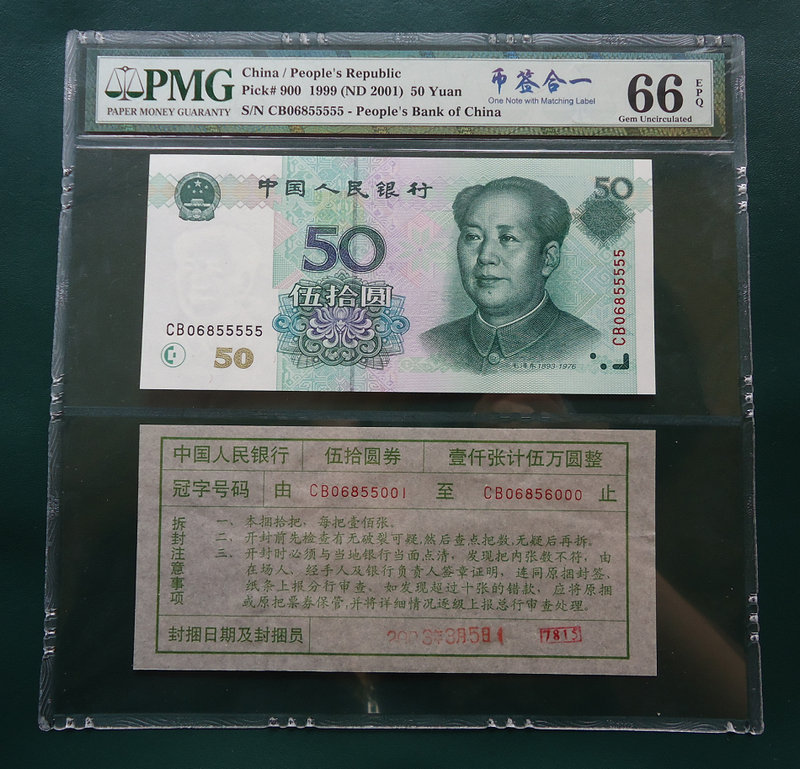 PMG
PAPER MONEY GUARANTY
China / People's Republic
Pick# 900 1999 (ND 2001) 50 Yuan
S/N CB06855555 - People's Bank of China
币签合一
One Note with Matching Label
66
EPQ
Gem Uncirculated
中国人民银行
50
50
伍拾圆
CB06855555
CB06855555
50
毛泽东 1893-1976
中国人民银行 伍拾圆券 壹仟张计伍万圆整
冠字号码 由 CB06855001 至 CB06856000 止
拆封注意事项
一、本捆拾把,每把壹佰张。
二、开封前先检查有无破裂可疑,然后查点把数,无疑后再拆。
三、开封时必须与当地银行当面点清,发现把内张数不符,由
在场人、经手人及银行负责人签章证明,连同原捆封签、
纸条上报分行审查、如发现超过十张的错款,应将原捆
或原把票券保管,并将详细情况逐级上报总行审查处理。
封捆日期及封捆员
7815